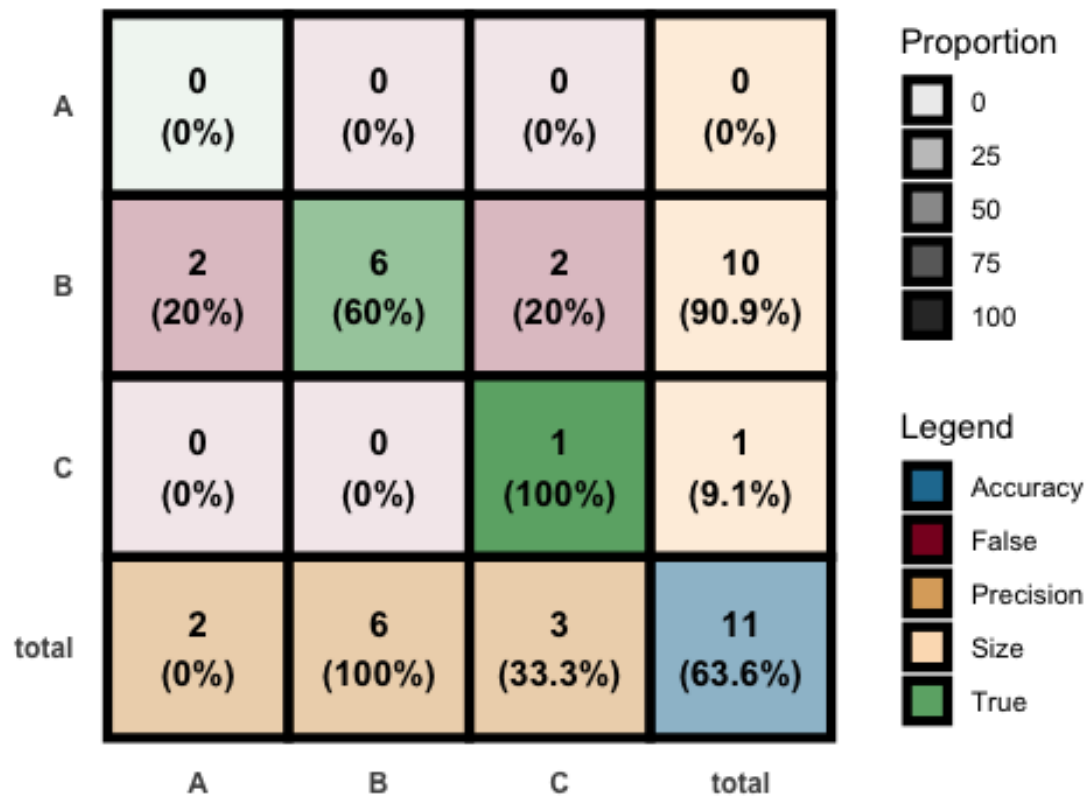 A
0
(0%)
0
(0%)
0
(0%)
0
(0%)
B
2
(20%)
6
(60%)
2
(20%)
10
(90.9%)
C
0
(0%)
0
(0%)
1
(100%)
1
(9.1%)
total
2
(0%)
6
(100%)
3
(33.3%)
11
(63.6%)
A
B
C
total
Proportion
0
25
50
75
100
Legend
Accuracy
False
Precision
Size
True